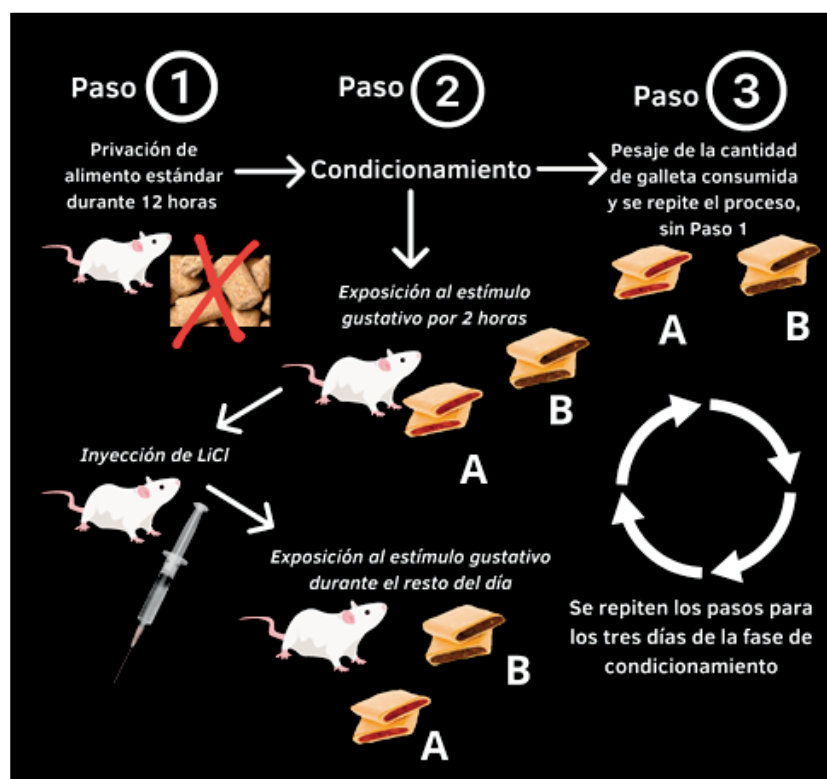 Paso 1
Privación de
alimento estándar
durante 12 horas
Paso 2
Condicionamiento
Paso 3
Pesaje de la cantidad
de galleta consumida
y se repite el proceso,
sin Paso 1
A
B
Exposición al estímulo
gustativo por 2 horas
B
A
Inyección de LiCl
Exposición al estímulo gustativo
durante el resto del día
B
A
Se repiten los pasos para
los tres días de la fase de
condicionamiento